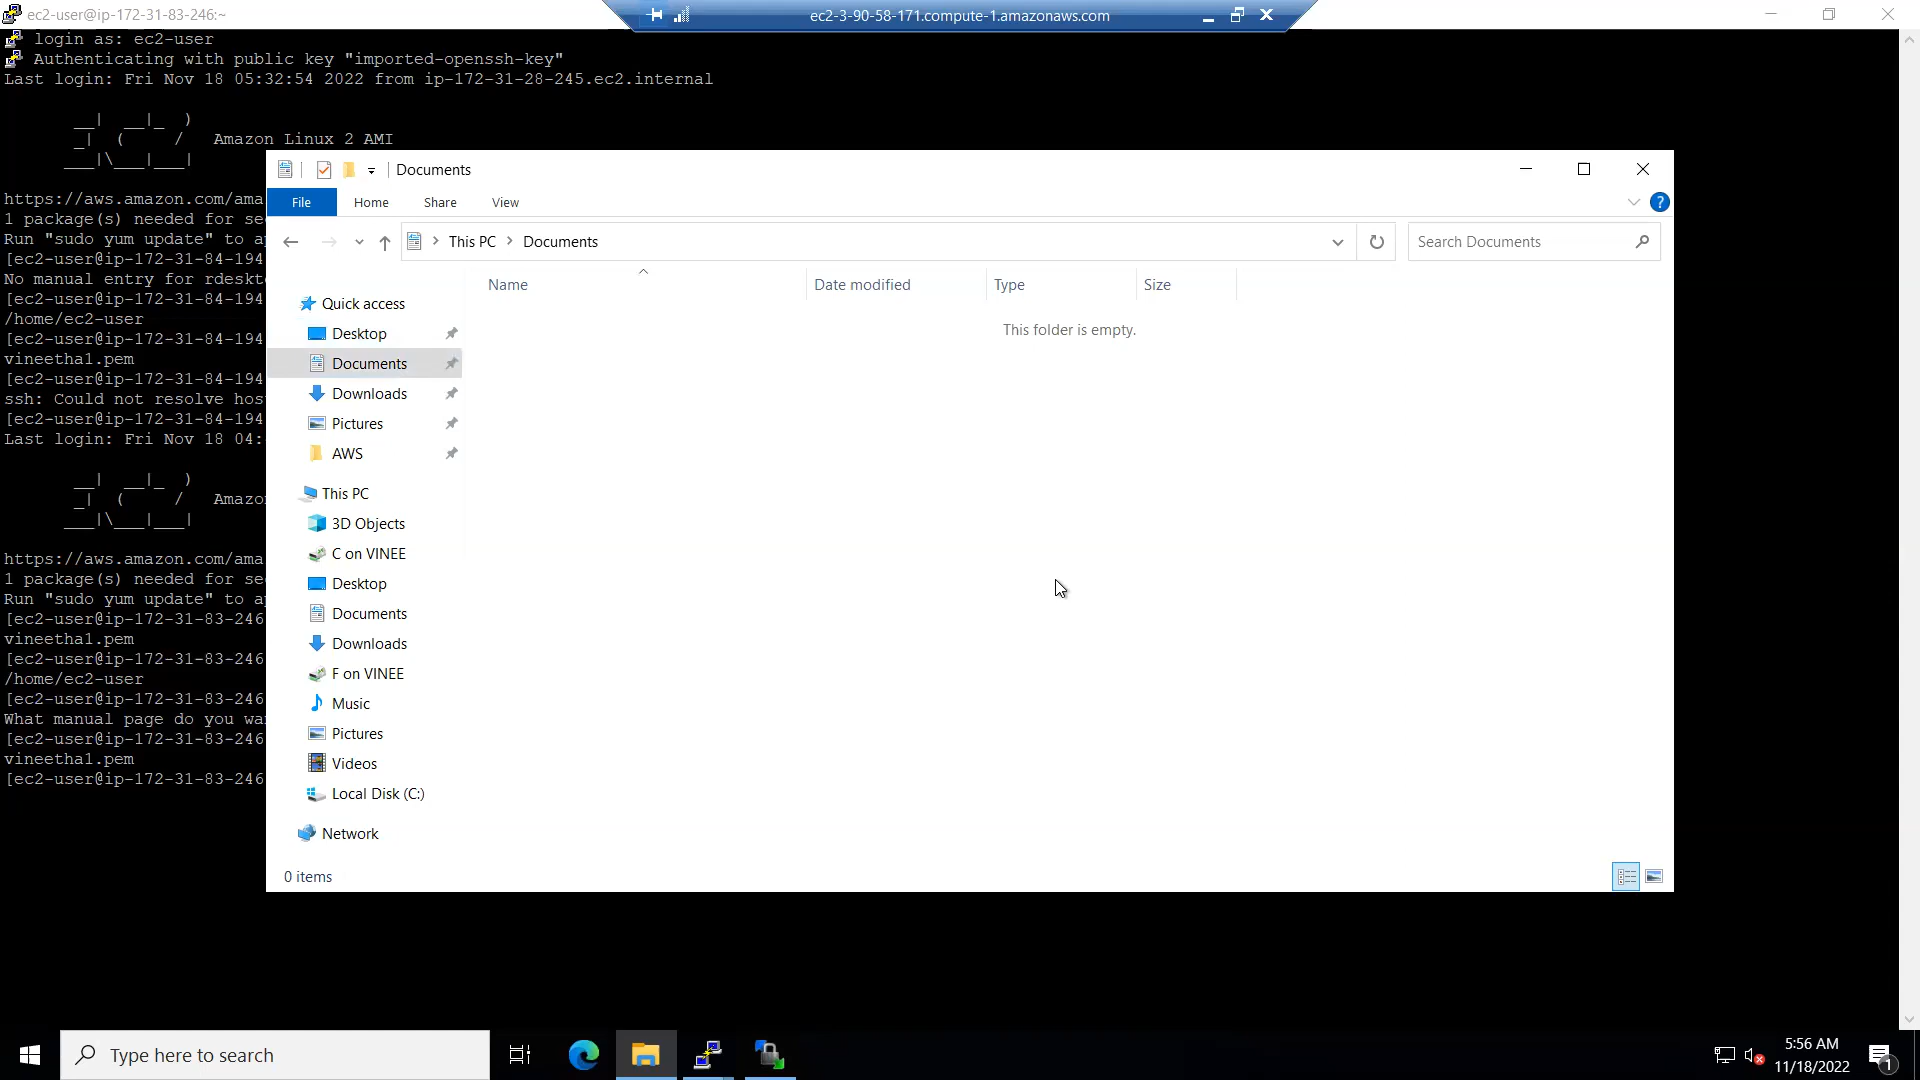 ec2-user@ip-172-31-83-246:~
ec2-3-90-58-171.compute-1.amazonaws.com
login as: ec2-user
Authenticating with public key "imported-openssh-key"
Last login: Fri Nov 18 05:32:54 2022 from ip-172-31-28-245.ec2.internal
Amazon Linux 2 AMI
https://aws.amazon.com/ama
1 package(s) needed for se
Run "sudo yum update" to a
[ec2-user@ip-172-31-84-194
No manual entry for rdeskt
[ec2-user@ip-172-31-84-194
/home/ec2-user
[ec2-user@ip-172-31-84-194
vineetha1.pem
[ec2-user@ip-172-31-84-194
ssh: Could not resolve hos
[ec2-user@ip-172-31-84-194
Last login: Fri Nov 18 04:
Amazo
https://aws.amazon.com/ama
1 package(s) needed for se
Run "sudo yum update" to a
[ec2-user@ip-172-31-83-246
vineetha1.pem
[ec2-user@ip-172-31-83-246
/home/ec2-user
[ec2-user@ip-172-31-83-246
What manual page do you wa
[ec2-user@ip-172-31-83-246
vineetha1.pem
[ec2-user@ip-172-31-83-246
Documents
File Home Share View
This PC > Documents
Search Documents
Name Date modified Type Size
This folder is empty.
Quick access
Desktop
Documents
Downloads
Pictures
AWS
This PC
3D Objects
C on VINEE
Desktop
Documents
Downloads
F on VINEE
Music
Pictures
Videos
Local Disk (C:)
Network
0 items
Type here to search
5:56 AM
11/18/2022
1